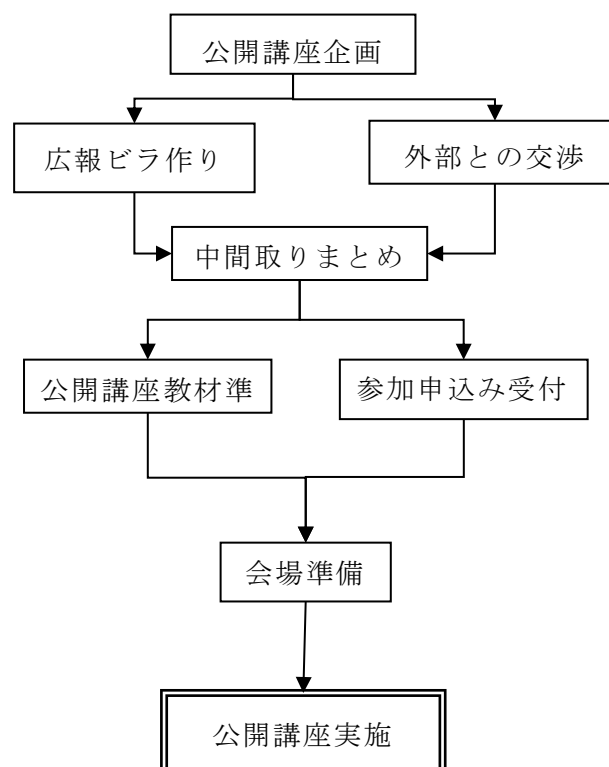 公開講座企画
広報ビラ作り
外部との交渉
中間取りまとめ
公開講座教材準
参加申込み受付
会場準備
公開講座実施